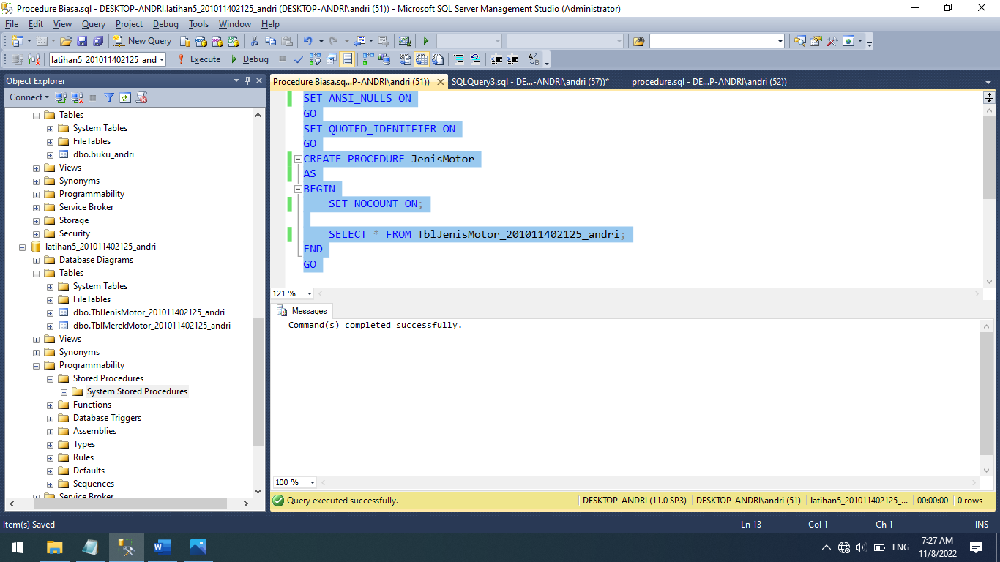 Procedure Biasa.sql - DESKTOP-ANDRI.latihan5_201011402125_andri (DESKTOP-ANDRI\andri (51)) - Microsoft SQL Server Management Studio (Administrator)
File Edit View Query Project Debug Tools Window Help
New Query
latihan5_201011402125_and Execute Debug
Object Explorer
Connect
Tables
System Tables
FileTables
dbo.buku_andri
Views
Synonyms
Programmability
Service Broker
Storage
Security
latihan5_201011402125_andri
Database Diagrams
Tables
System Tables
FileTables
dbo.TblJenisMotor_201011402125_andri
dbo.TblMerekMotor_201011402125_andri
Views
Synonyms
Programmability
Stored Procedures
System Stored Procedures
Functions
Database Triggers
Assemblies
Types
Rules
Defaults
Sequences
Service Broker
Procedure Biasa.sq...P-ANDRI\andri (51)) SQLQuery3.sql - DE...-ANDRI\andri (57))* procedure.sql - DE...P-ANDRI\andri (52))
SET ANSI_NULLS ON
GO
SET QUOTED_IDENTIFIER ON
GO
CREATE PROCEDURE JenisMotor
AS
BEGIN
SET NOCOUNT ON;
SELECT * FROM TblJenisMotor_201011402125_andri;
END
GO
121 %
Messages
Command(s) completed successfully.
100 %
Query executed successfully. DESKTOP-ANDRI (11.0 SP3) DESKTOP-ANDRI\andri (51) latihan5_201011402125_... 00:00:00 0 rows
Item(s) Saved Ln 13 Col 1 Ch 1 INS
ENG
7:27 AM
11/8/2022